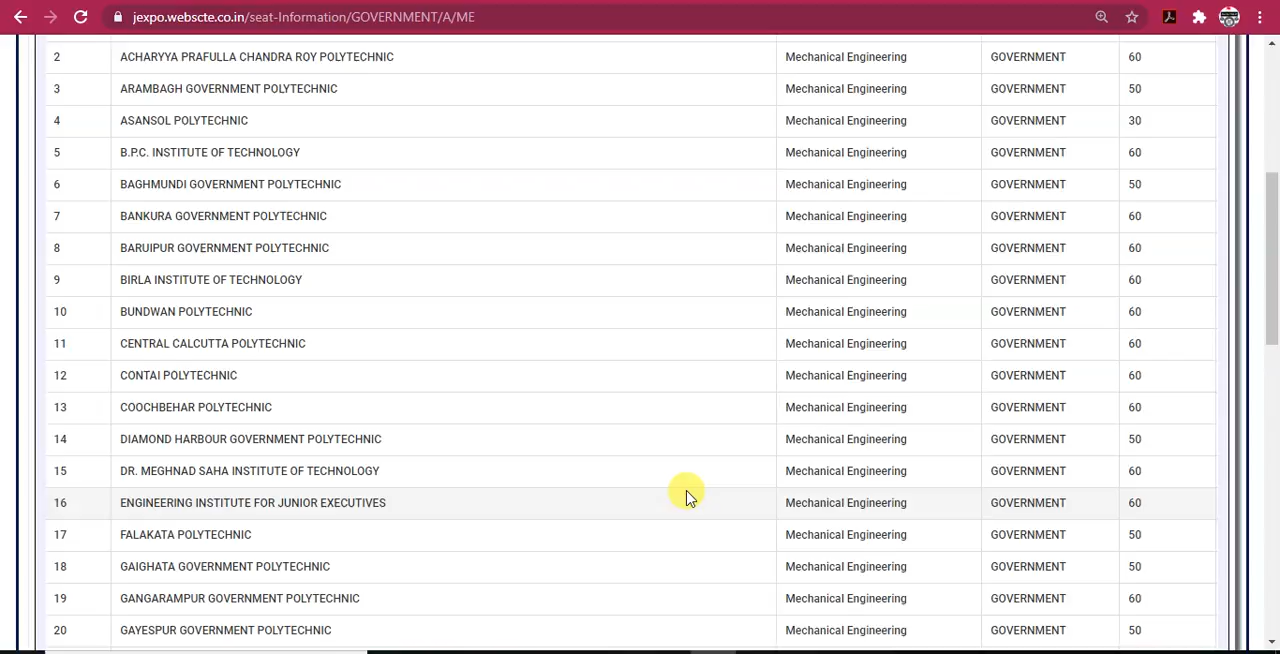 jexpo.webscte.co.in/seat-Information/GOVERNMENT/A/ME
2 ACHARYYA PRAFULLA CHANDRA ROY POLYTECHNIC Mechanical Engineering GOVERNMENT 60
3 ARAMBAGH GOVERNMENT POLYTECHNIC Mechanical Engineering GOVERNMENT 50
4 ASANSOL POLYTECHNIC Mechanical Engineering GOVERNMENT 30
5 B.P.C. INSTITUTE OF TECHNOLOGY Mechanical Engineering GOVERNMENT 60
6 BAGHMUNDI GOVERNMENT POLYTECHNIC Mechanical Engineering GOVERNMENT 50
7 BANKURA GOVERNMENT POLYTECHNIC Mechanical Engineering GOVERNMENT 60
8 BARUIPUR GOVERNMENT POLYTECHNIC Mechanical Engineering GOVERNMENT 60
9 BIRLA INSTITUTE OF TECHNOLOGY Mechanical Engineering GOVERNMENT 60
10 BUNDWAN POLYTECHNIC Mechanical Engineering GOVERNMENT 60
11 CENTRAL CALCUTTA POLYTECHNIC Mechanical Engineering GOVERNMENT 60
12 CONTAI POLYTECHNIC Mechanical Engineering GOVERNMENT 60
13 COOCHBEHAR POLYTECHNIC Mechanical Engineering GOVERNMENT 60
14 DIAMOND HARBOUR GOVERNMENT POLYTECHNIC Mechanical Engineering GOVERNMENT 50
15 DR. MEGHNAD SAHA INSTITUTE OF TECHNOLOGY Mechanical Engineering GOVERNMENT 60
16 ENGINEERING INSTITUTE FOR JUNIOR EXECUTIVES Mechanical Engineering GOVERNMENT 60
17 FALAKATA POLYTECHNIC Mechanical Engineering GOVERNMENT 50
18 GAIGHATA GOVERNMENT POLYTECHNIC Mechanical Engineering GOVERNMENT 50
19 GANGARAMPUR GOVERNMENT POLYTECHNIC Mechanical Engineering GOVERNMENT 60
20 GAYESPUR GOVERNMENT POLYTECHNIC Mechanical Engineering GOVERNMENT 50